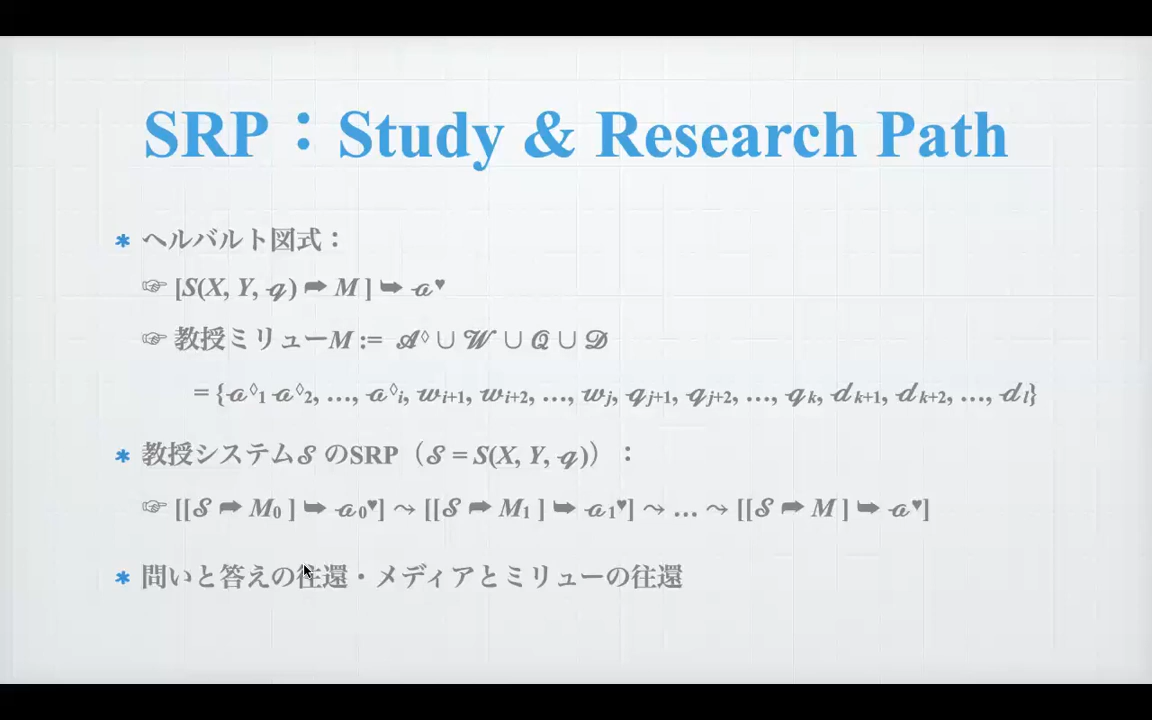 SRP：Study & Research Path
* ヘルバルト図式：
☞ [S(X, Y, 𝓆) ➦ M ] ➥ 𝒶♥
☞ 教授ミリューM := 𝒜◊ ∪ 𝒲 ∪ 𝒬 ∪ 𝒟
= {𝒶◊1 𝒶◊2, …, 𝒶◊i, 𝓌i+1, 𝓌i+2, …, 𝓌j, 𝓆j+1, 𝓆j+2, …, 𝓆k, 𝒹k+1, 𝒹k+2, …, 𝒹l}
* 教授システム𝒮 のSRP（𝒮 = S(X, Y, 𝓆)）：
☞ [[𝒮 ➦ M0 ] ➥ 𝒶0♥] ⤳ [[𝒮 ➦ M1 ] ➥ 𝒶1♥] ⤳ … ⤳ [[𝒮 ➦ M ] ➥ 𝒶♥]
* 問いと答えの往還・メディアとミリューの往還